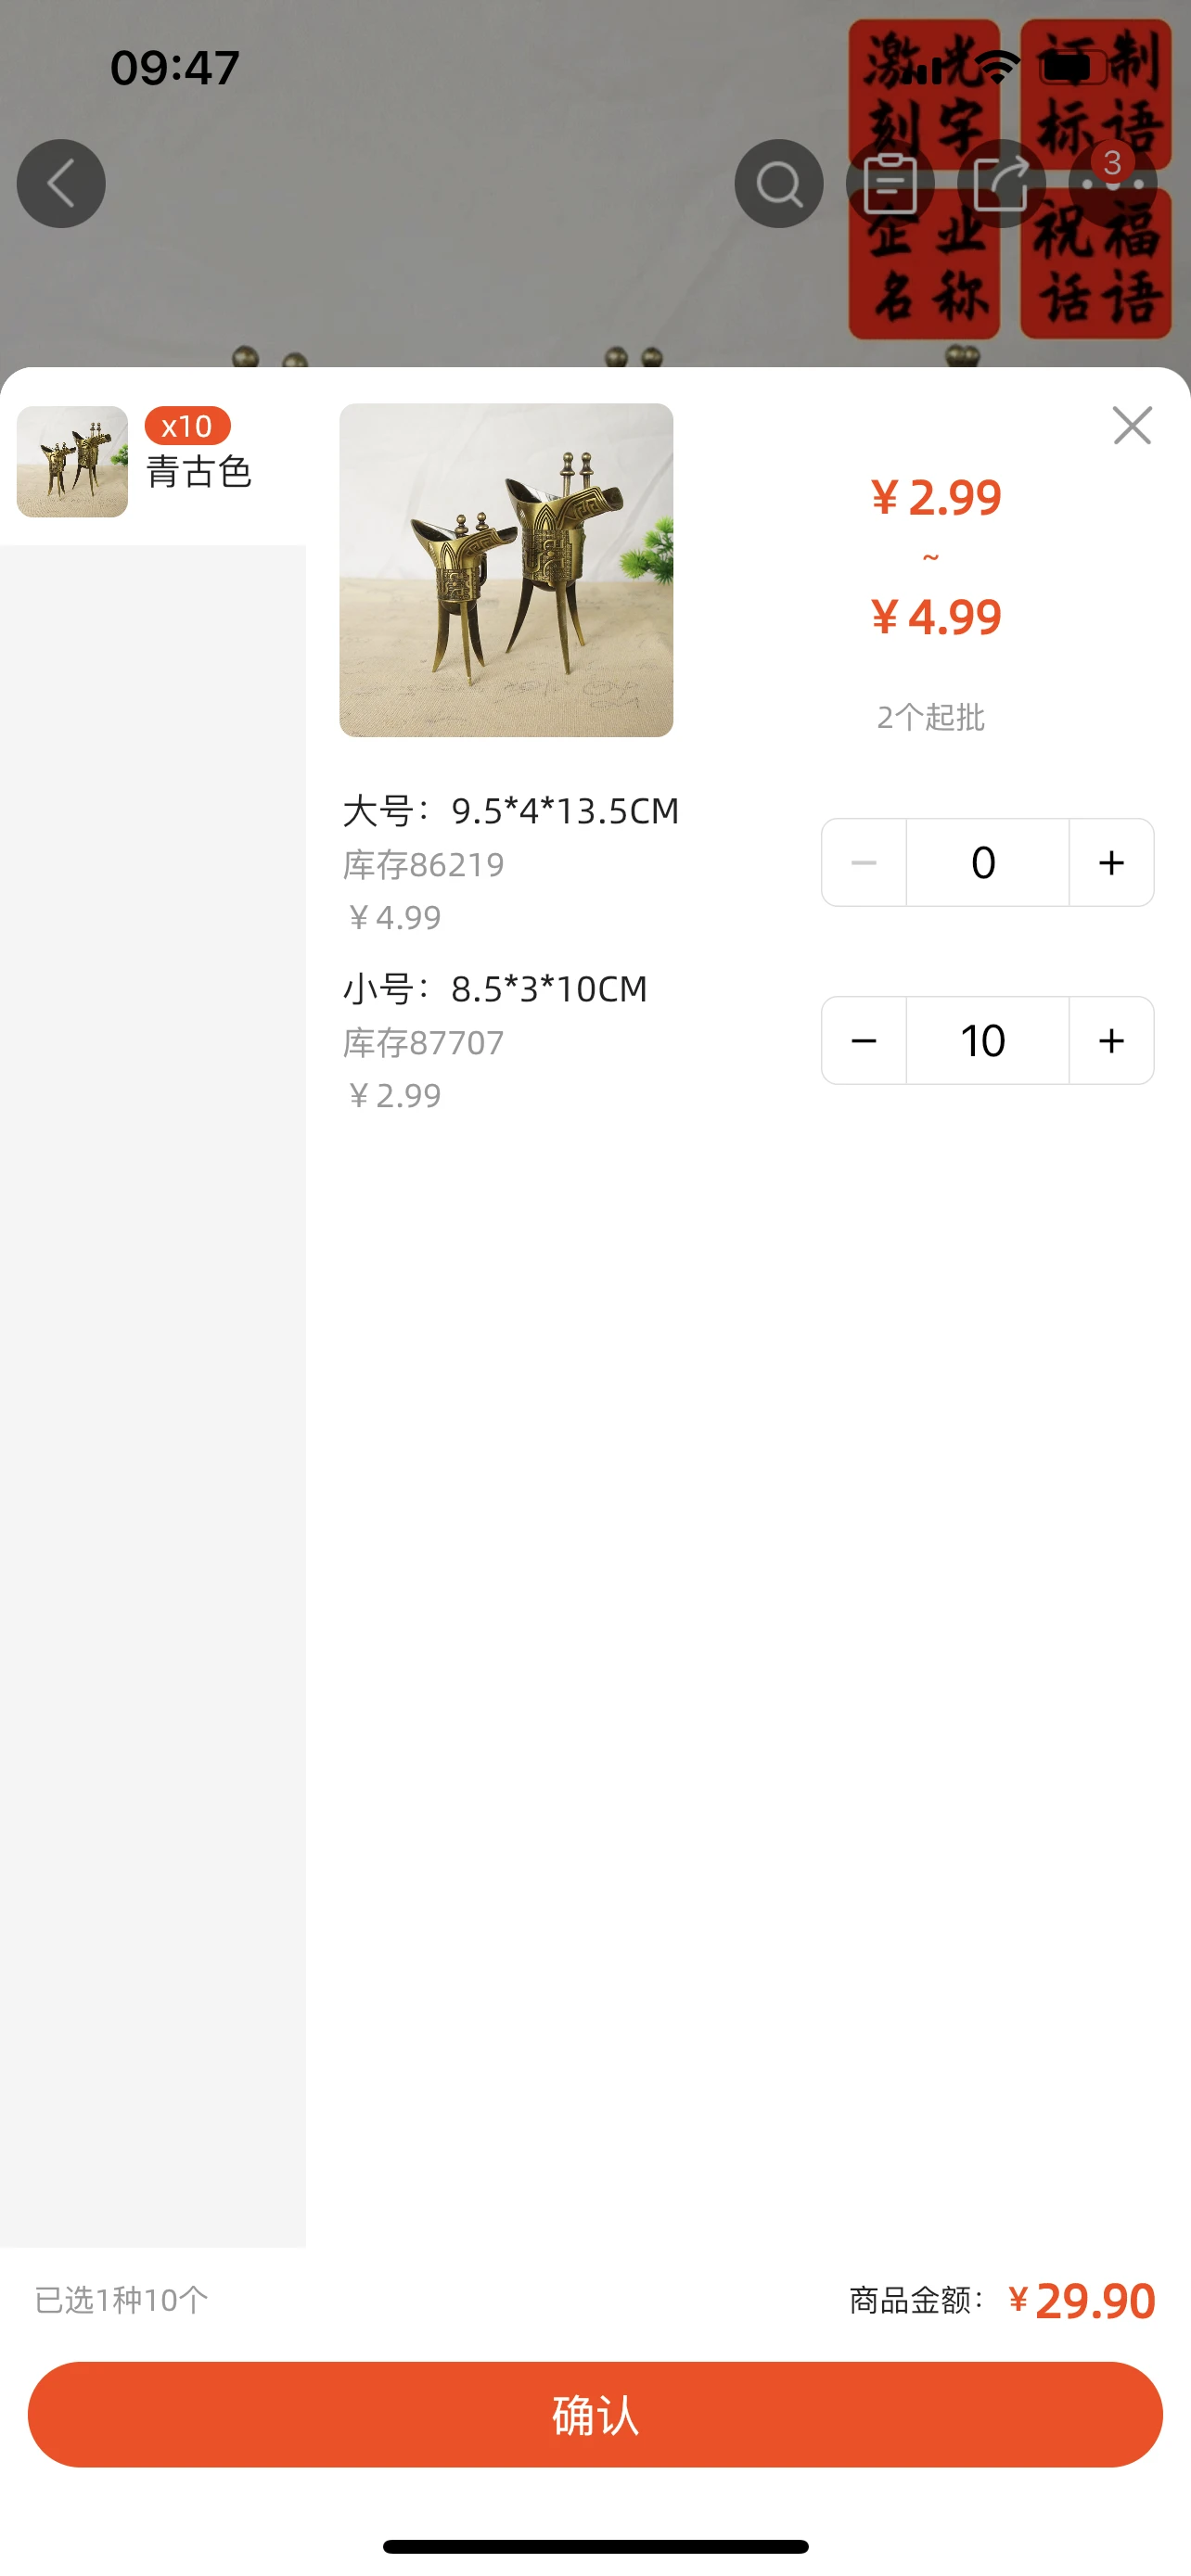 09:47
激光
刻字
订制
标语
3
企业
名称
祝福
话语
x10
青古色
¥2.99
~
¥4.99
2个起批
大号：9.5*4*13.5CM
库存86219
¥4.99
0
小号：8.5*3*10CM
库存87707
¥2.99
10
已选1种10个
商品金额：¥29.90
确认